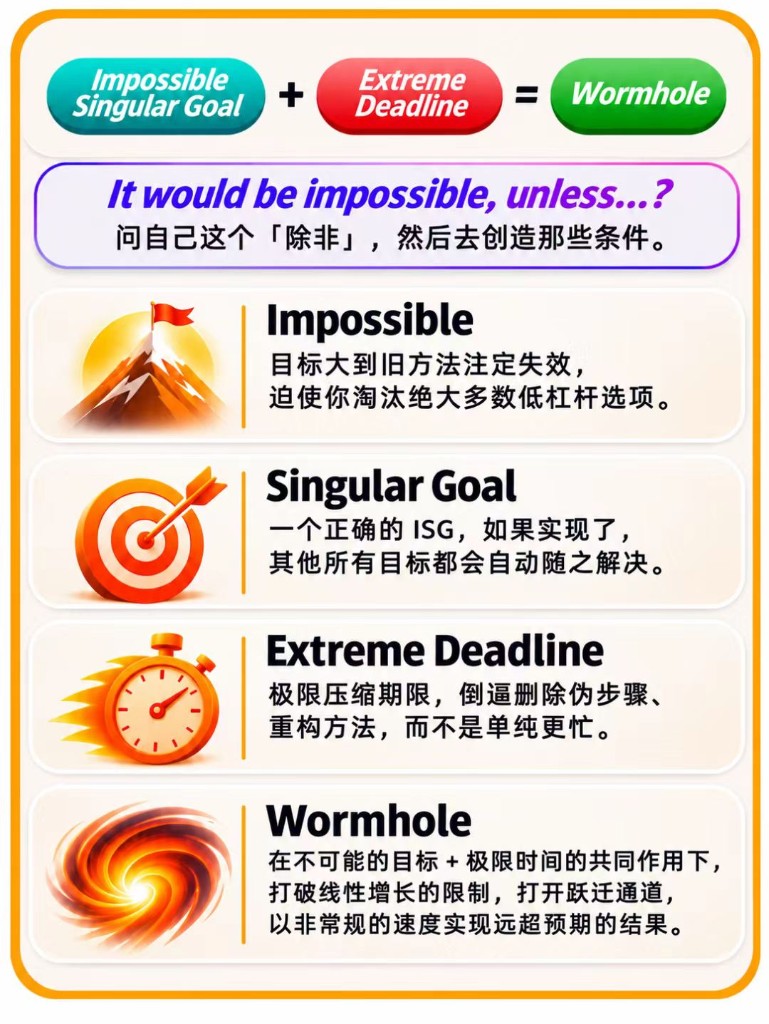 Impossible
Singular Goal
+
Extreme
Deadline
=
Wormhole
It would be impossible, unless...?
问自己这个「除非」，然后去创造那些条件。
Impossible
目标大到旧方法注定失效，
迫使你淘汰绝大多数低杠杆选项。
Singular Goal
一个正确的 ISG，如果实现了，
其他所有目标都会自动随之解决。
Extreme Deadline
极限压缩期限，倒逼删除伪步骤、
重构方法，而不是单纯更忙。
Wormhole
在不可能的目标 + 极限时间的共同作用下，
打破线性增长的限制，打开跃迁通道，
以非常规的速度实现远超预期的结果。